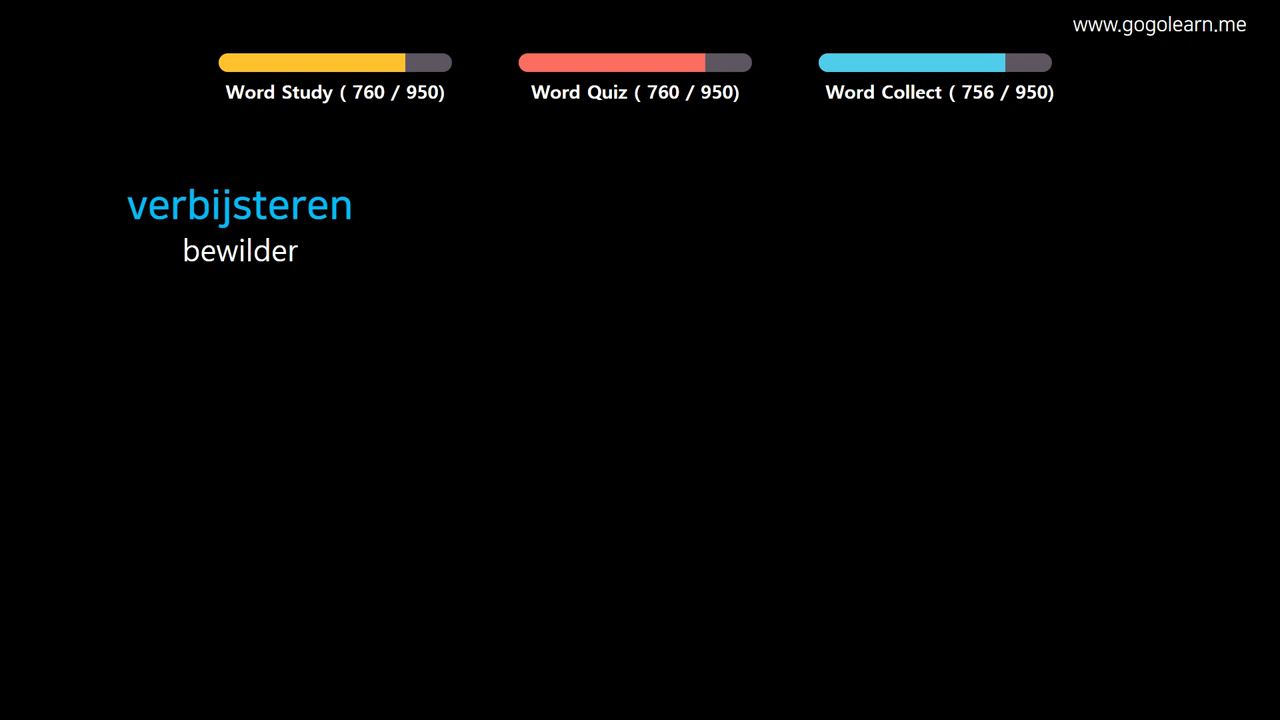 www.gogolearn.me
Word Study ( 760 / 950)
Word Quiz ( 760 / 950)
Word Collect ( 756 / 950)
verbijsteren
bewilder